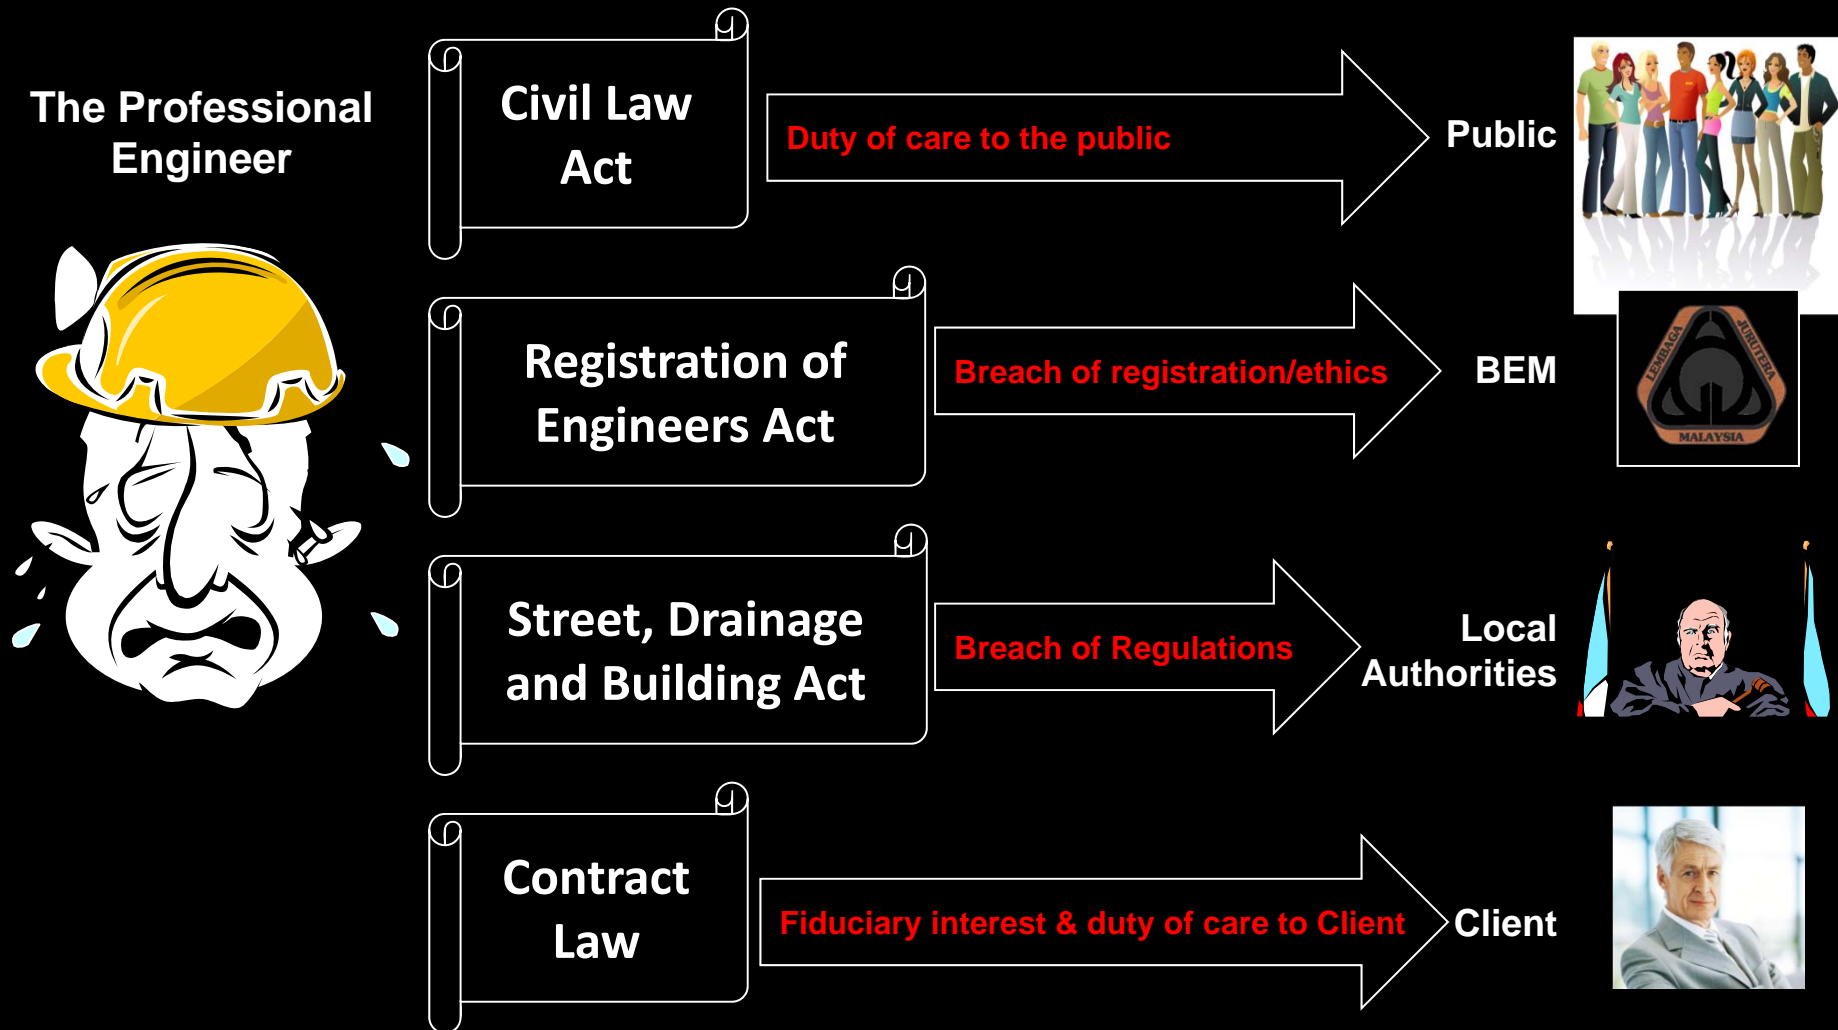 The Professional
Engineer
Civil Law
Act
Duty of care to the public
Public
Registration of
Engineers Act
Breach of registration/ethics
BEM
LEMBAGA
JURUTERA
MALAYSIA
Street, Drainage
and Building Act
Breach of Regulations
Local
Authorities
Contract
Law
Fiduciary interest & duty of care to Client
Client